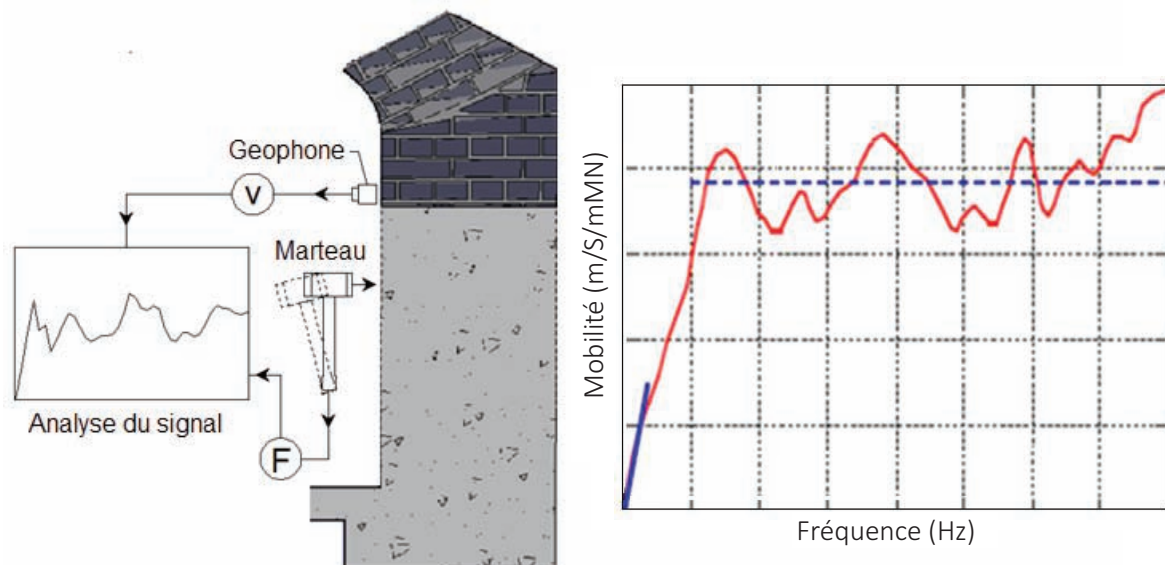 Geophone
V
Marteau
Analyse du signal
F
Mobilité (m/S/mMN)
Fréquence (Hz)